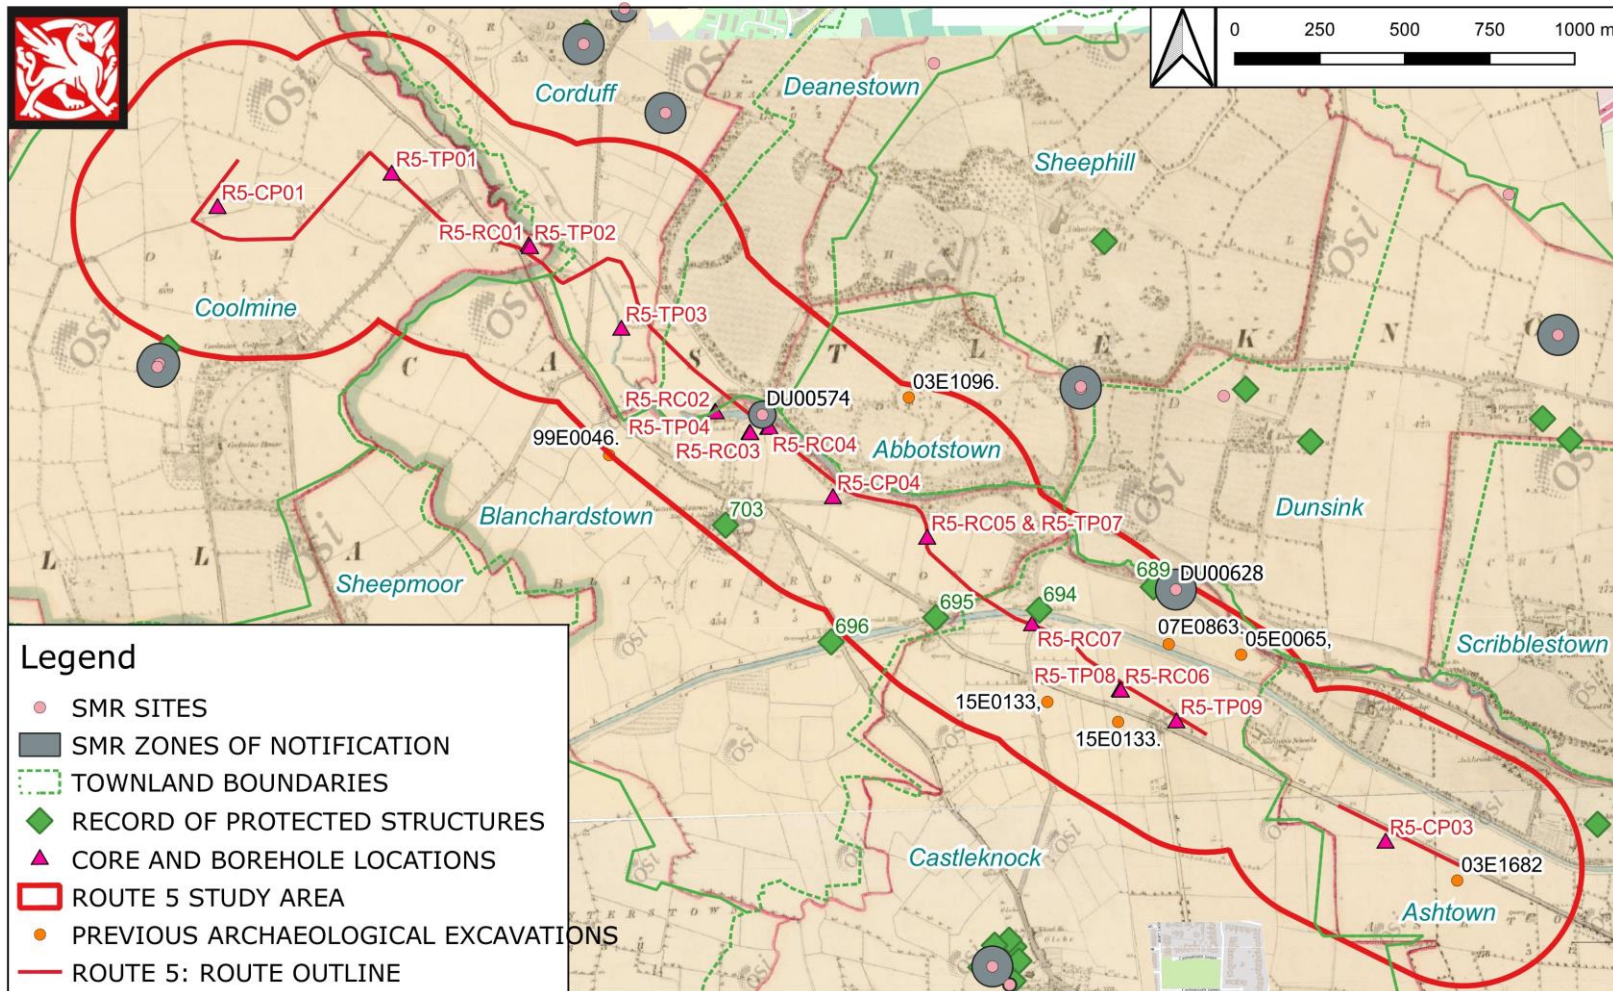 0 250 500 750 1000 m
Corduff
Deanestown
Sheephill
R5-TP01
R5-CP01
R5-RC01 R5-TP02
Coolmine
R5-TP03
03E1096.
R5-RC02
DU00574
R5-TP04
R5-RC03
R5-RC04
99E0046.
Abbotstown
R5-CP04
Blanchardstown
703
R5-RC05 & R5-TP07
Dunsink
Sheepmoor
689
DU00628
695
694
696
R5-RC07
07E0863,
05E0065,
Scribblestown
R5-TP08 R5-RC06
15E0133,
R5-TP09
15E0133.
R5-CP03
Castleknock
03E1682
Ashtown
C A S T L E K N O
L L A
OSi
Legend
SMR SITES
SMR ZONES OF NOTIFICATION
TOWNLAND BOUNDARIES
RECORD OF PROTECTED STRUCTURES
CORE AND BOREHOLE LOCATIONS
ROUTE 5 STUDY AREA
PREVIOUS ARCHAEOLOGICAL EXCAVATIONS
ROUTE 5: ROUTE OUTLINE